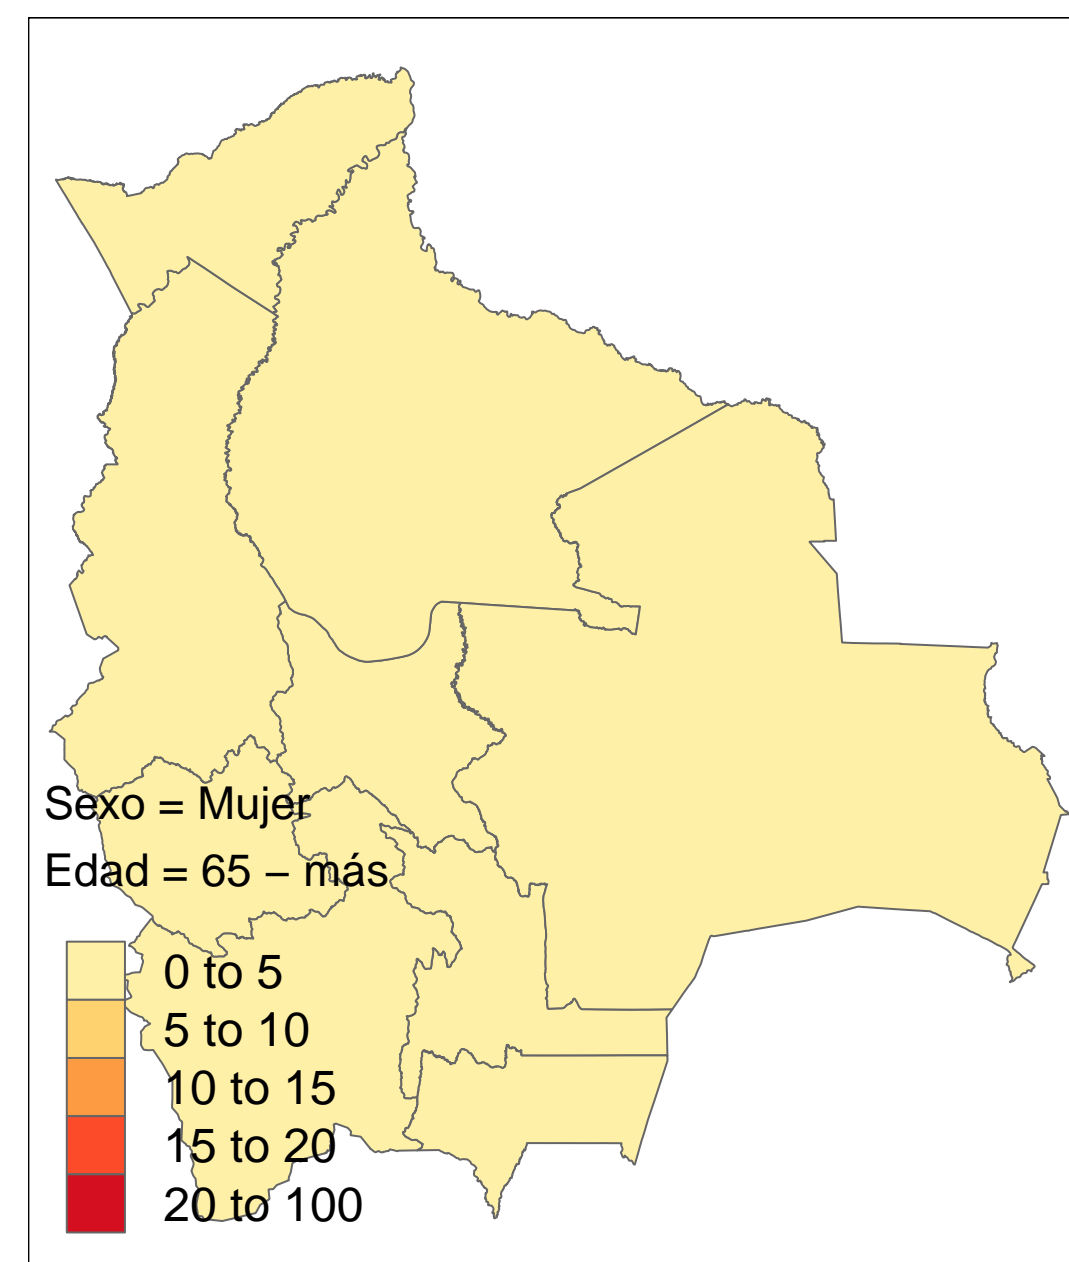 Sexo = Mujer
Edad = 65 – más
0 to 5
5 to 10
10 to 15
15 to 20
20 to 100